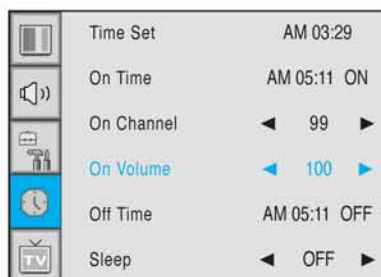 Time Set AM 03:29
On Time AM 05:11 ON
On Channel ◀ 99 ▶
On Volume ◀ 100 ▶
Off Time AM 05:11 OFF
Sleep ◀ OFF ▶
TV